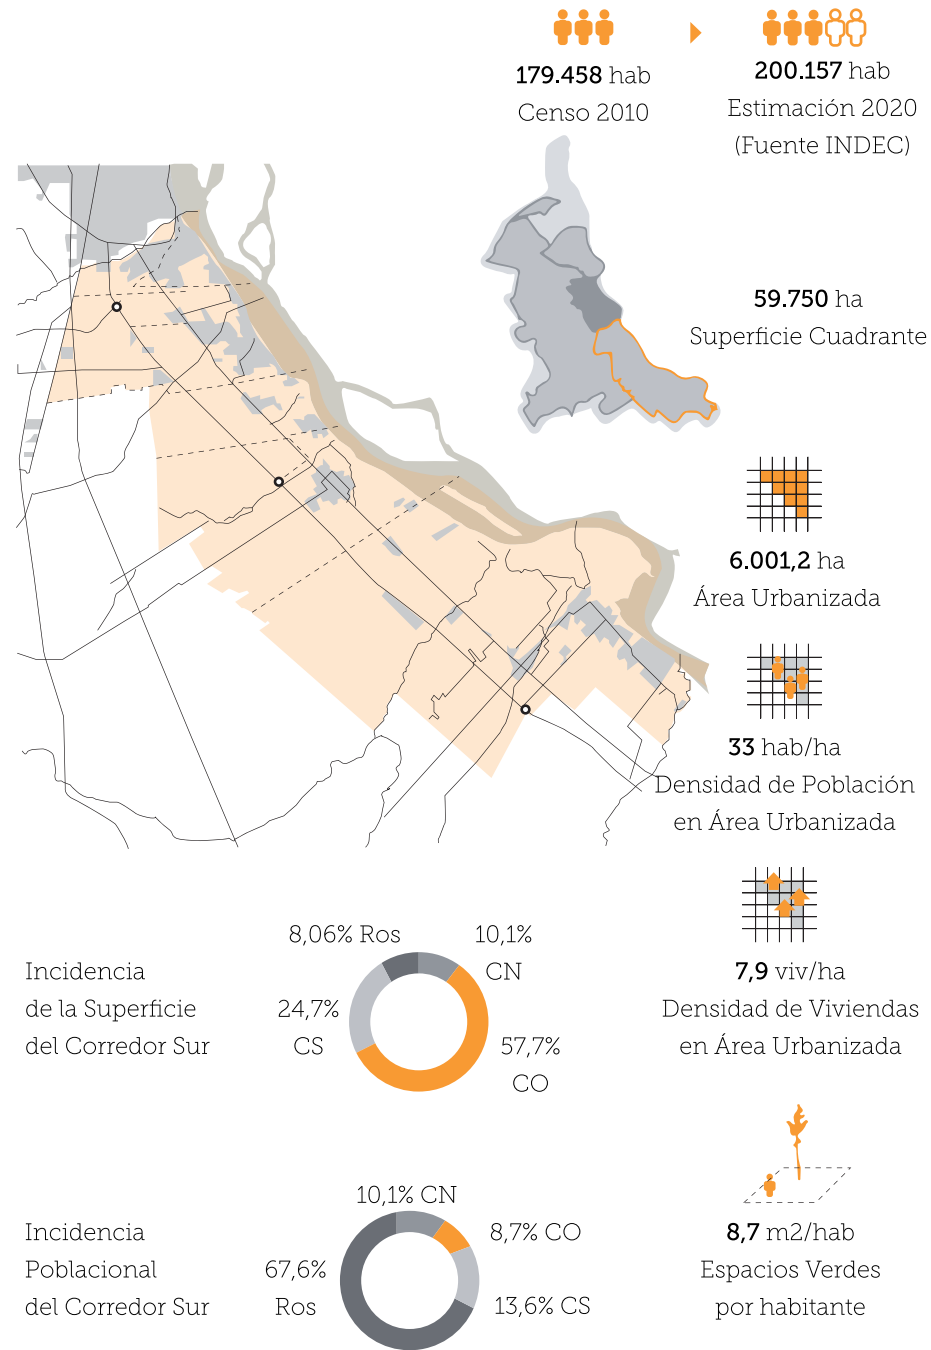 179.458 hab
Censo 2010
200.157 hab
Estimación 2020
(Fuente INDEC)
59.750 ha
Superficie Cuadrante
6.001,2 ha
Área Urbanizada
33 hab/ha
Densidad de Población
en Área Urbanizada
7,9 viv/ha
Densidad de Viviendas
en Área Urbanizada
Incidencia
de la Superficie
del Corredor Sur
8,06% Ros
10,1%
CN
24,7%
CS
57,7%
CO
8,7 m2/hab
Espacios Verdes
por habitante
Incidencia
Poblacional
del Corredor Sur
10,1% CN
8,7% CO
67,6%
Ros
13,6% CS